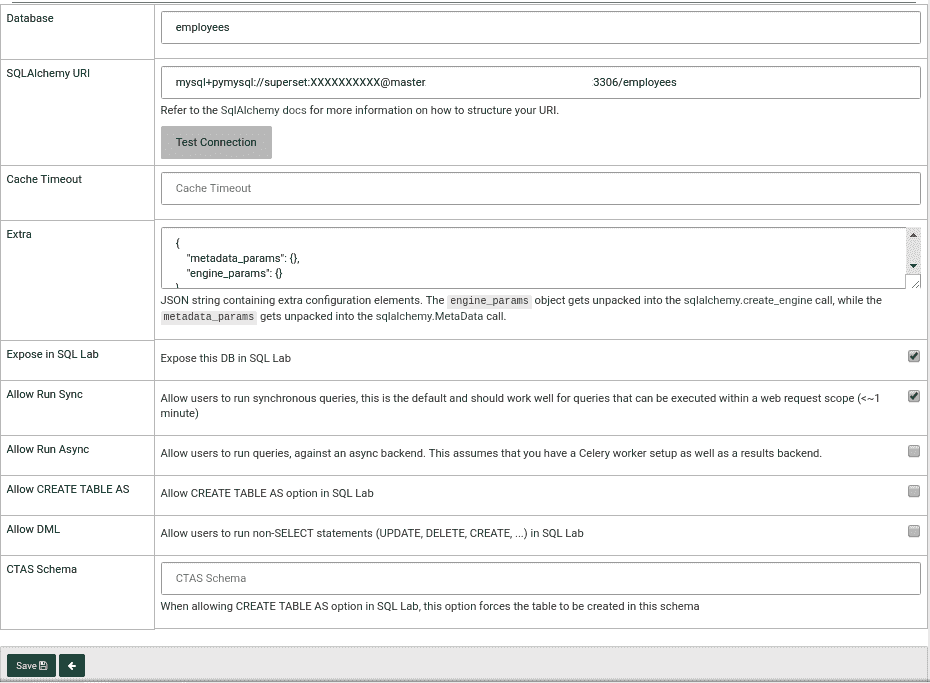 Database
employees
SQLAlchemy URI
mysql+pymysql://superset:XXXXXXXXXX@master 3306/employees
Refer to the SqlAlchemy docs for more information on how to structure your URI.
Test Connection
Cache Timeout
Cache Timeout
Extra
{
"metadata_params": {},
"engine_params": {}
}
JSON string containing extra configuration elements. The engine_params object gets unpacked into the sqlalchemy.create_engine call, while the
metadata_params gets unpacked into the sqlalchemy.MetaData call.
Expose in SQL Lab
Expose this DB in SQL Lab
Allow Run Sync
Allow users to run synchronous queries, this is the default and should work well for queries that can be executed within a web request scope (<~1
minute)
Allow Run Async
Allow users to run queries, against an async backend. This assumes that you have a Celery worker setup as well as a results backend.
Allow CREATE TABLE AS
Allow CREATE TABLE AS option in SQL Lab
Allow DML
Allow users to run non-SELECT statements (UPDATE, DELETE, CREATE, ...) in SQL Lab
CTAS Schema
CTAS Schema
When allowing CREATE TABLE AS option in SQL Lab, this option forces the table to be created in this schema
Save